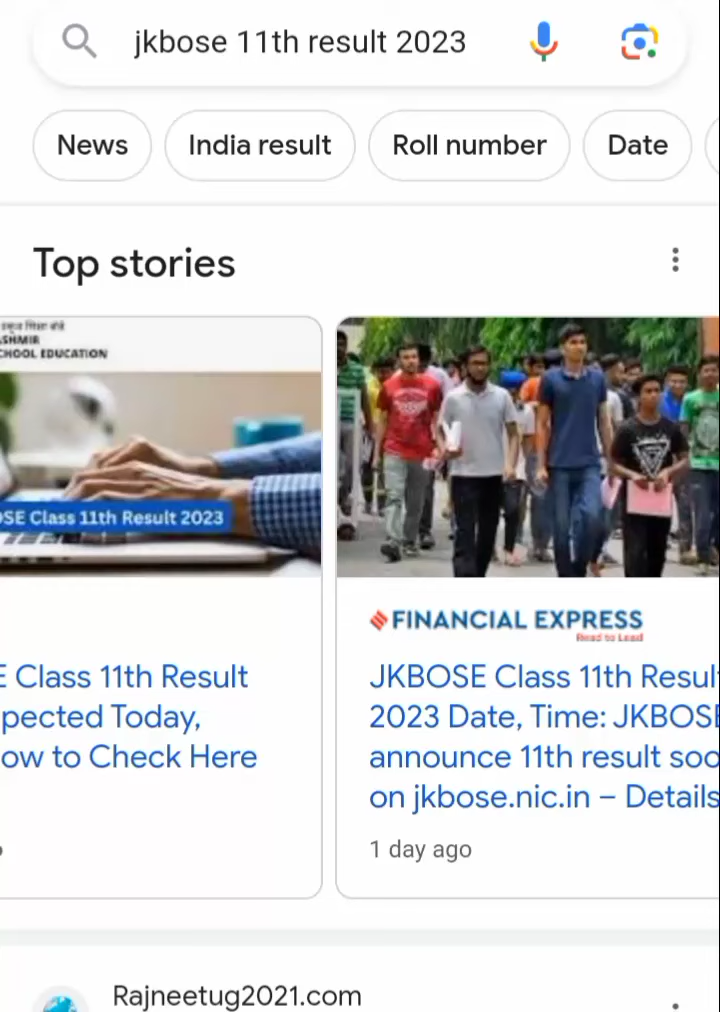 jkbose 11th result 2023
News
India result
Roll number
Date
Top stories
SHMIR
CHOOL EDUCATION
OSE Class 11th Result 2023
E Class 11th Result
pected Today,
ow to Check Here
FINANCIAL EXPRESS
Read to Lead
JKBOSE Class 11th Resul
2023 Date, Time: JKBOSE
announce 11th result soo
on jkbose.nic.in – Details
1 day ago
Rajneetug2021.com